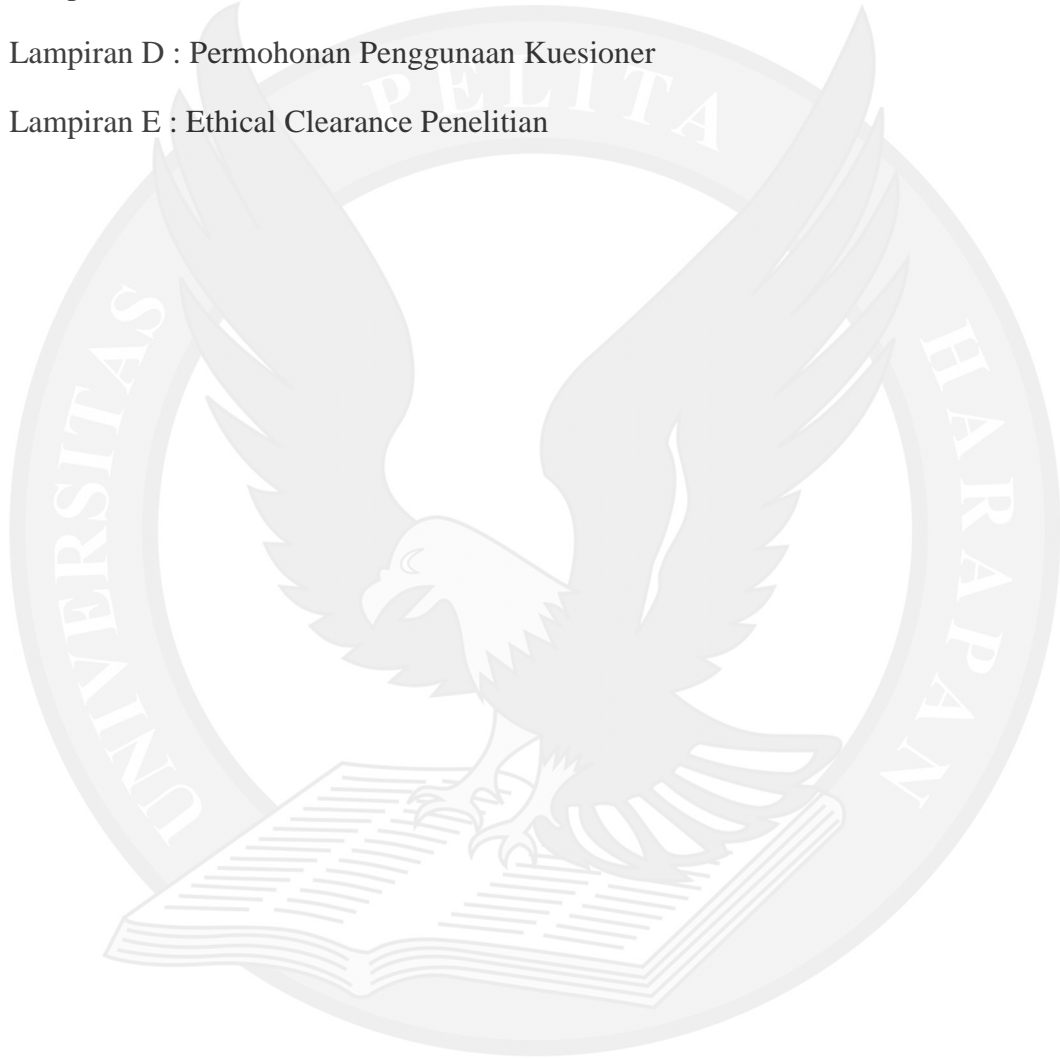 Lampiran D : Permohonan Penggunaan Kuesioner
Lampiran E : Ethical Clearance Penelitian
UNIVERSITAS PELITA HARAPAN